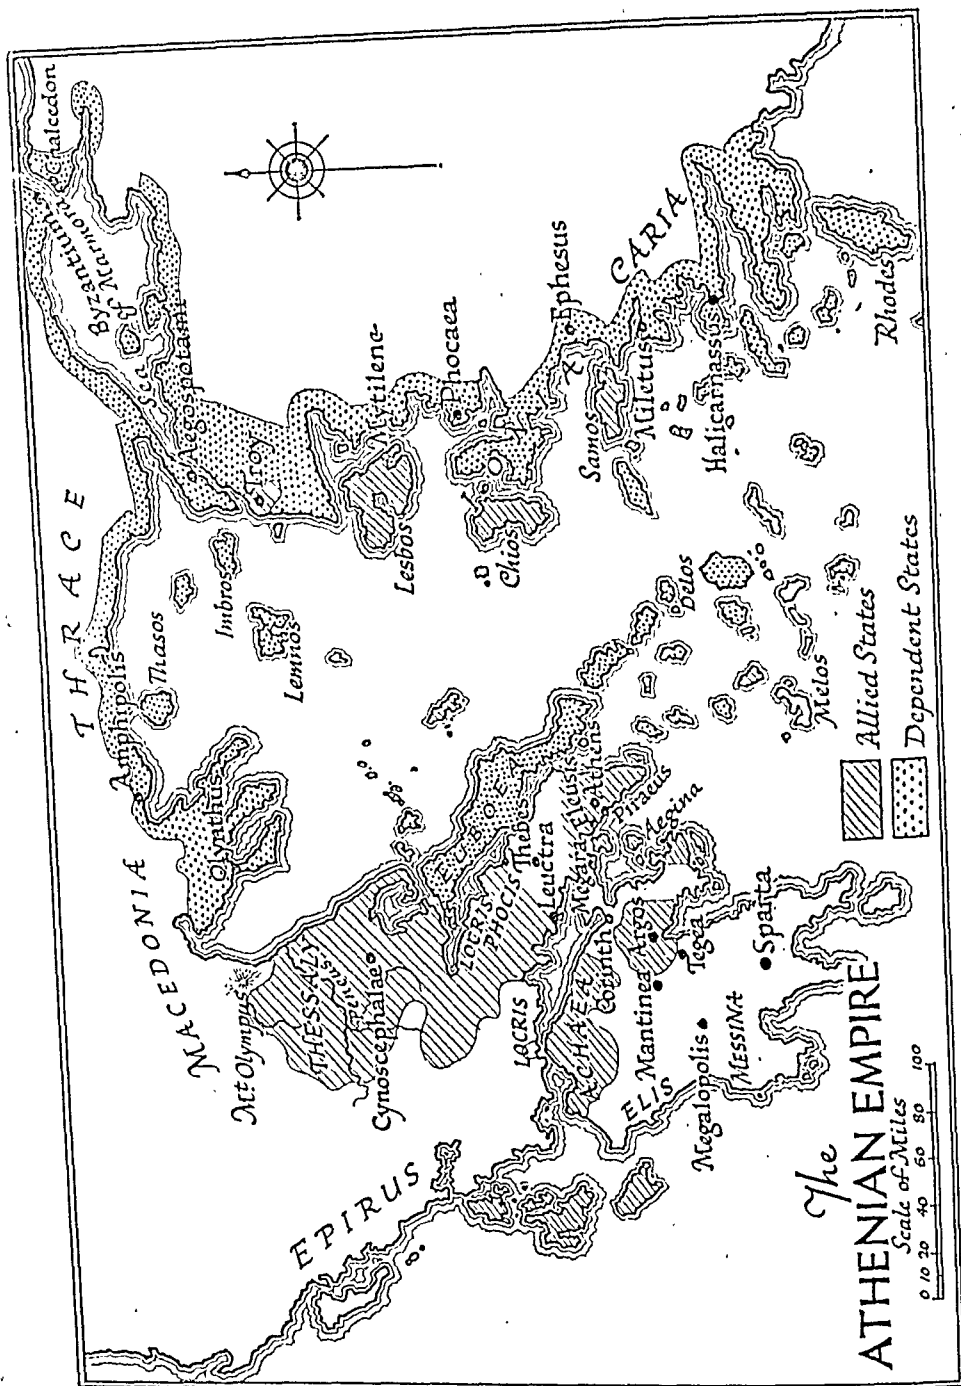 THRACE
MACEDONIA
EPIRUS
Chalcedon
Byzantium
Sea of Marmora
Aegospotami
Troy
Amphipolis
Thasos
Imbros
Lemnos
Olynthus
Mt Olympus
THESSALY
Peneus
Cynoscephalae
Mytilene
Lesbos
Phocaea
Chios
Ephesus
Samos
CARIA
Miletus
Halicarnassus
Rhodes
Delos
Melos
EUBOEA
LOCRIS
PHOCIS
Thebes
Leuctra
Eleusis
Athens
Megara
Piraeus
Aegina
LOCRIS
ACHAEA
Corinth
Argos
Mantinea
Tegea
ELIS
Megalopolis
MESSINA
Sparta
Allied States
Dependent States
The
ATHENIAN EMPIRE
Scale of Miles
0 10 20 40 60 80 100